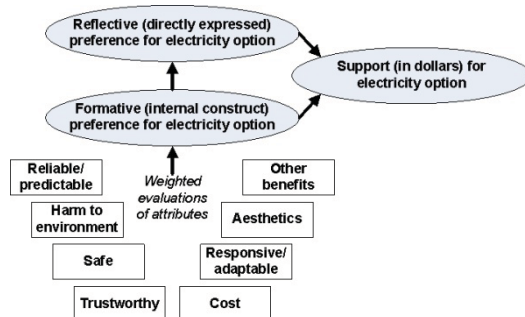 Reflective (directly expressed)
preference for electricity option
Support (in dollars) for
electricity option
Formative (internal construct)
preference for electricity option
Reliable/
predictable
Weighted
evaluations
of attributes
Other
benefits
Harm to
environment
Aesthetics
Safe
Responsive/
adaptable
Trustworthy
Cost